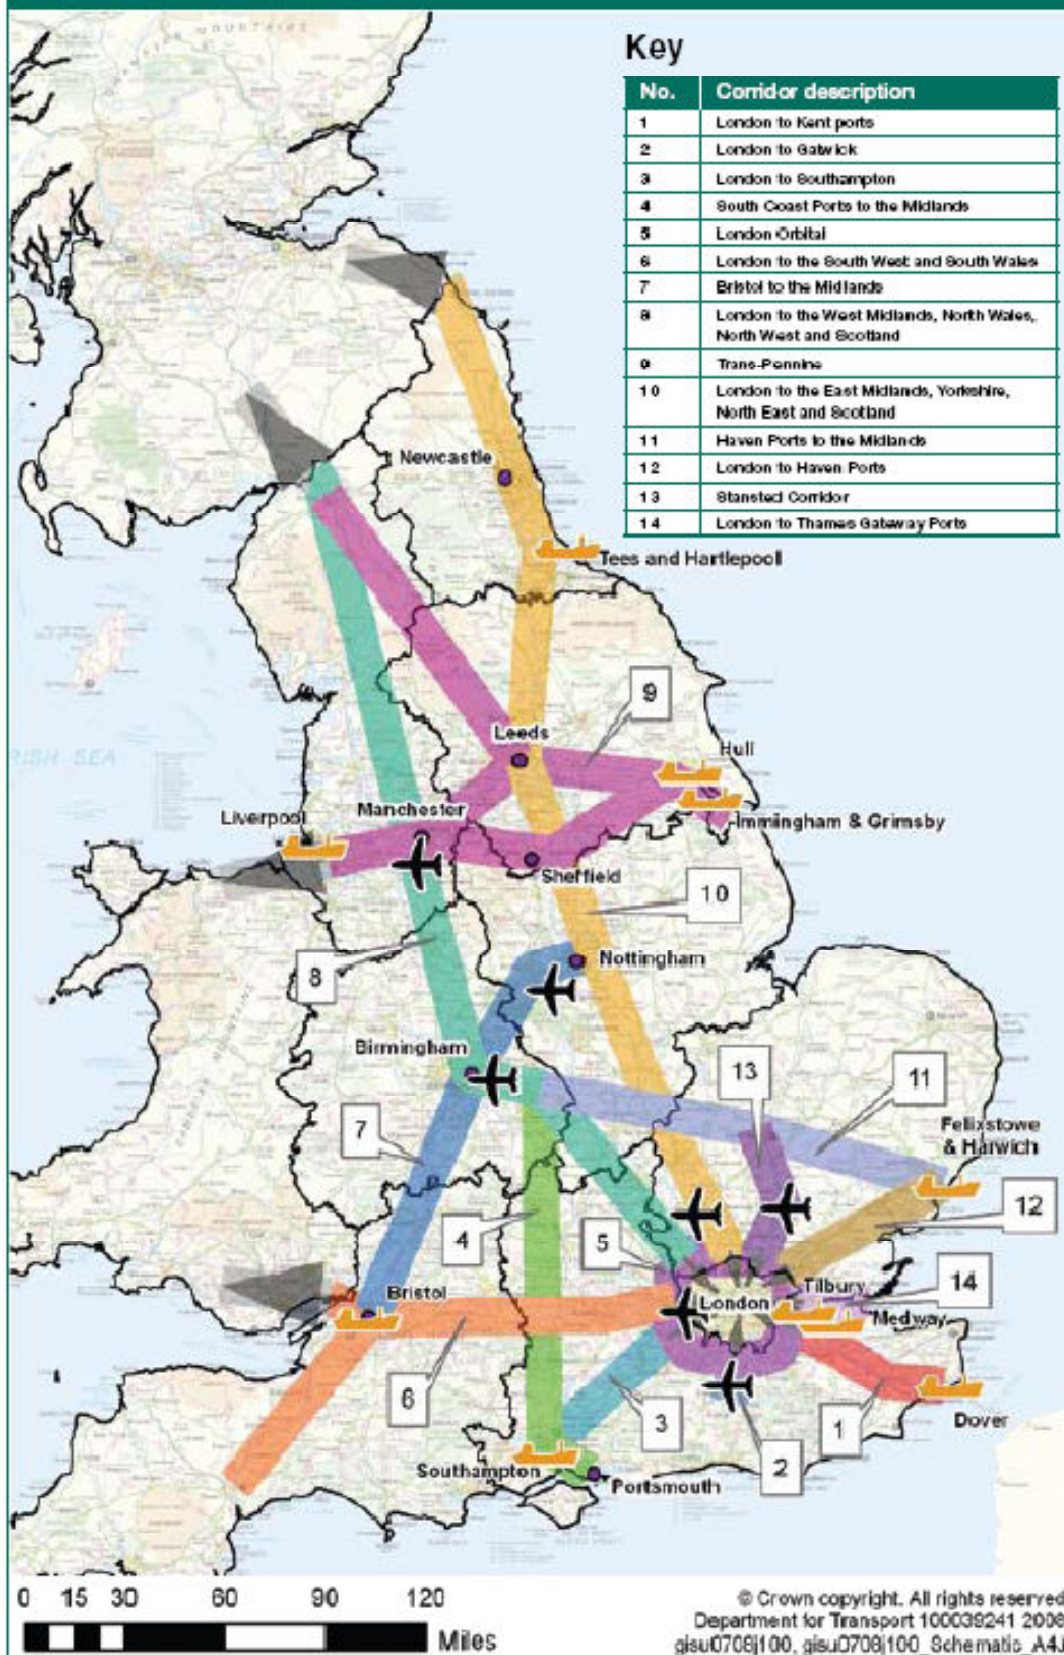 Key
No. Corridor description
1 London to Kent ports
2 London to Gatwick
3 London to Southampton
4 South Coast Ports to the Midlands
5 London Orbital
6 London to the South West and South Wales
7 Bristol to the Midlands
8 London to the West Midlands, North Wales,
North West and Scotland
9 Trans-Pennine
10 London to the East Midlands, Yorkshire,
North East and Scotland
11 Haven Ports to the Midlands
12 London to Haven Ports
13 Stansted Corridor
14 London to Thames Gateway Ports
Newcastle
Tees and Hartlepool
9
Leeds
Hull
RISH SEA
Liverpool
Manchester
Immingham & Grimsby
Sheffield
10
8
Nottingham
Birmingham
13
11
7
Felixstowe
& Harwich
4
5
12
Bristol
London
Tilbury
14
Medway
6
3
1
Dover
2
Southampton
Portsmouth
0 15 30 60 90 120
Miles
© Crown copyright. All rights reserved
Department for Transport 100039241 2008
gisu0708j100, gisu0708j100_Schematic_A4J